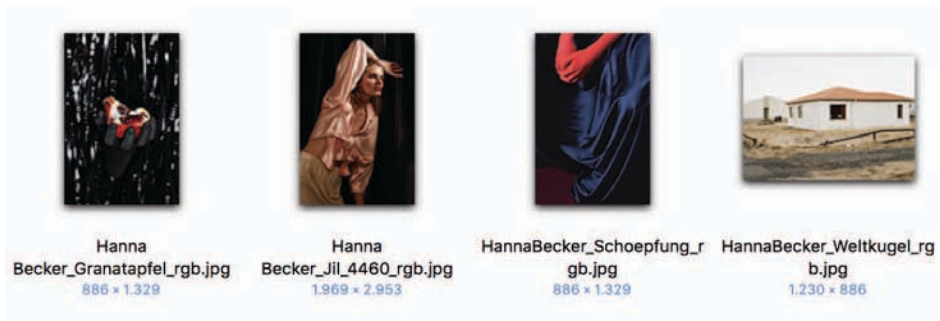 Hanna
Becker_Granatapfel_rgb.jpg
886 × 1.329
Hanna
Becker_Jil_4460_rgb.jpg
1.969 × 2.953
HannaBecker_Schoepfung_r
gb.jpg
886 × 1.329
HannaBecker_Weltkugel_rg
b.jpg
1.230 × 886